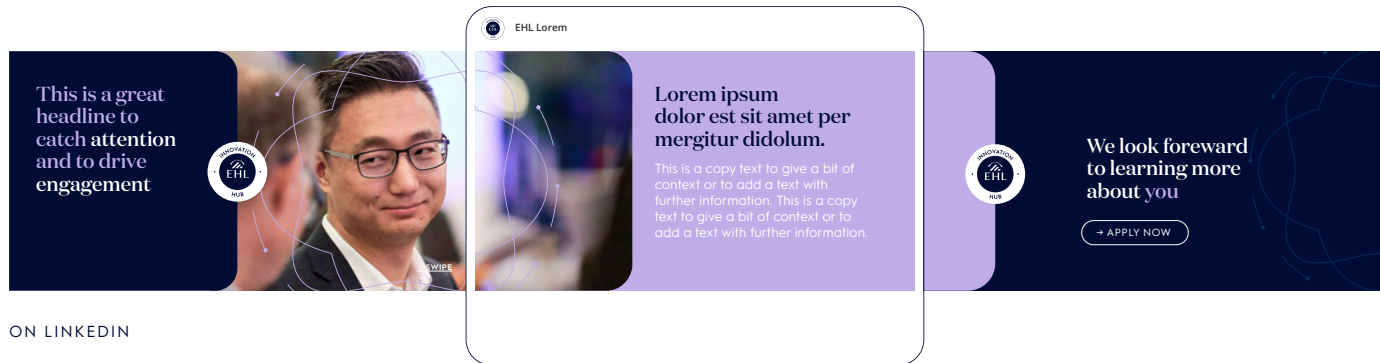 EHL Lorem
This is a great
headline to
catch attention
and to drive
engagement
INNOVATION
EHL
HUB
SWIPE
Lorem ipsum
dolor est sit amet per
mergitur didolum.
This is a copy text to give a bit of
context or to add a text with
further information. This is a copy
text to give a bit of context or to
add a text with further information.
INNOVATION
EHL
HUB
We look forward
to learning more
about you
→ APPLY NOW
ON LINKEDIN